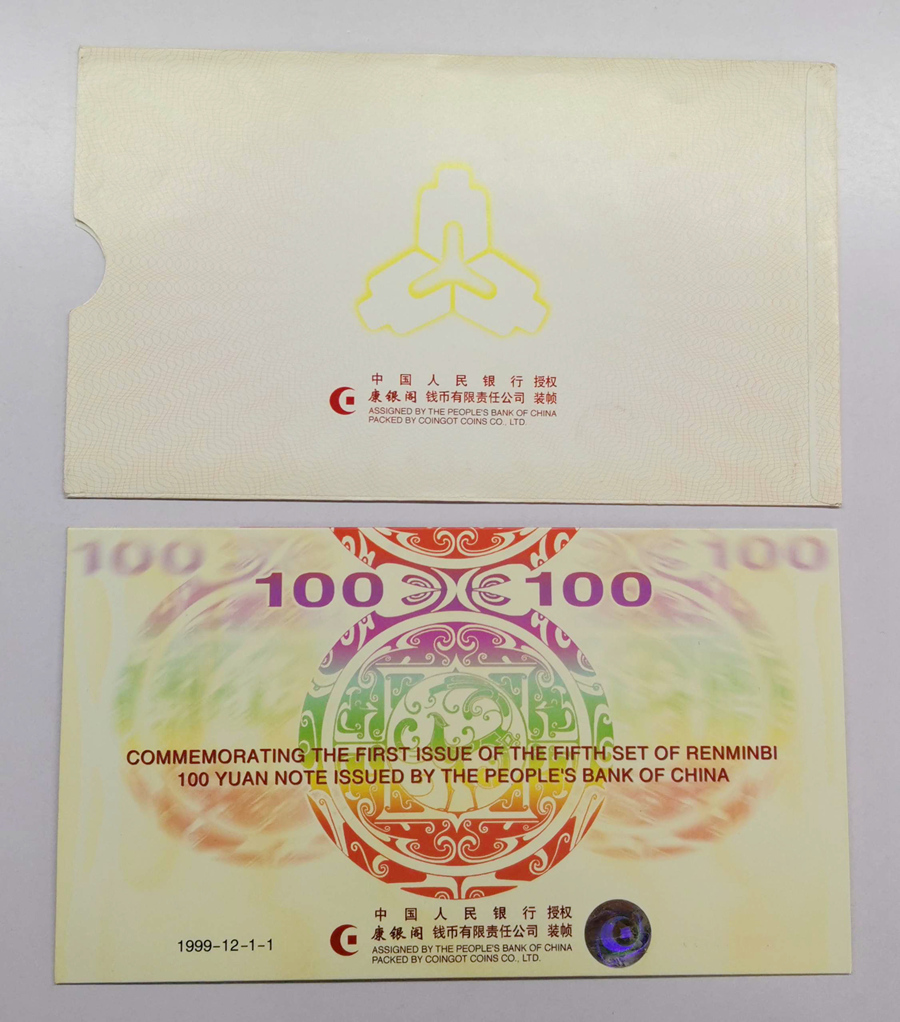 中国人民银行授权
康银阁 钱币有限责任公司 装帧
ASSIGNED BY THE PEOPLE'S BANK OF CHINA
PACKED BY COINGOT COINS CO., LTD.
100 100
100 100
COMMEMORATING THE FIRST ISSUE OF THE FIFTH SET OF RENMINBI
100 YUAN NOTE ISSUED BY THE PEOPLE'S BANK OF CHINA
中国人民银行授权
康银阁 钱币有限责任公司 装帧
1999-12-1-1
ASSIGNED BY THE PEOPLE'S BANK OF CHINA
PACKED BY COINGOT COINS CO., LTD.